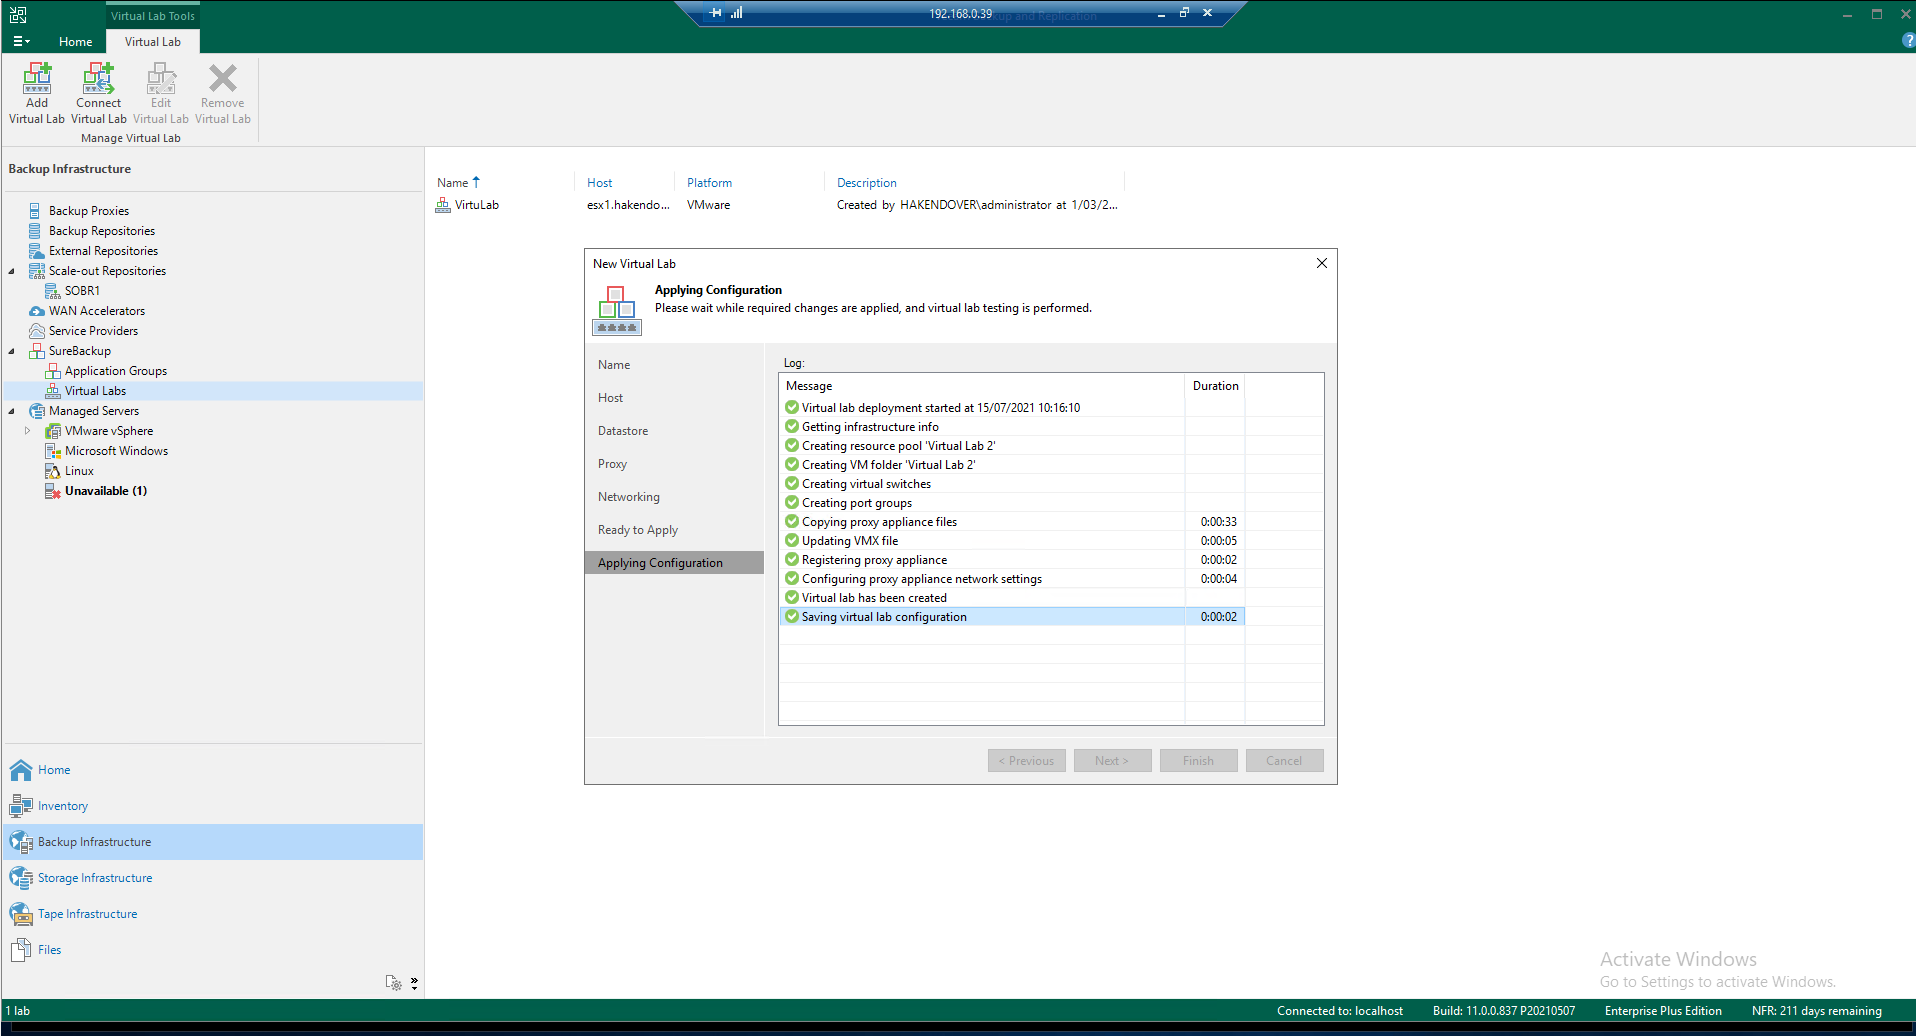 Virtual Lab Tools
192.168.0.39
Home
Virtual Lab
Add
Virtual Lab
Connect
Virtual Lab
Edit
Virtual Lab
Remove
Virtual Lab
Manage Virtual Lab
Backup Infrastructure
Backup Proxies
Backup Repositories
External Repositories
Scale-out Repositories
SOBR1
WAN Accelerators
Service Providers
SureBackup
Application Groups
Virtual Labs
Managed Servers
VMware vSphere
Microsoft Windows
Linux
Unavailable (1)
Home
Inventory
Backup Infrastructure
Storage Infrastructure
Tape Infrastructure
Files
Name Host Platform Description
VirtuLab esx1.hakendo... VMware Created by HAKENDOVER\administrator at 1/03/2...
New Virtual Lab
Applying Configuration
Please wait while required changes are applied, and virtual lab testing is performed.
Name
Host
Datastore
Proxy
Networking
Ready to Apply
Applying Configuration
Log:
Message Duration
Virtual lab deployment started at 15/07/2021 10:16:10
Getting infrastructure info
Creating resource pool 'Virtual Lab 2'
Creating VM folder 'Virtual Lab 2'
Creating virtual switches
Creating port groups
Copying proxy appliance files 0:00:33
Updating VMX file 0:00:05
Registering proxy appliance 0:00:02
Configuring proxy appliance network settings 0:00:04
Virtual lab has been created
Saving virtual lab configuration 0:00:02
< Previous Next > Finish Cancel
Activate Windows
Go to Settings to activate Windows.
1 lab
Connected to: localhost Build: 11.0.0.837 P20210507 Enterprise Plus Edition NFR: 211 days remaining